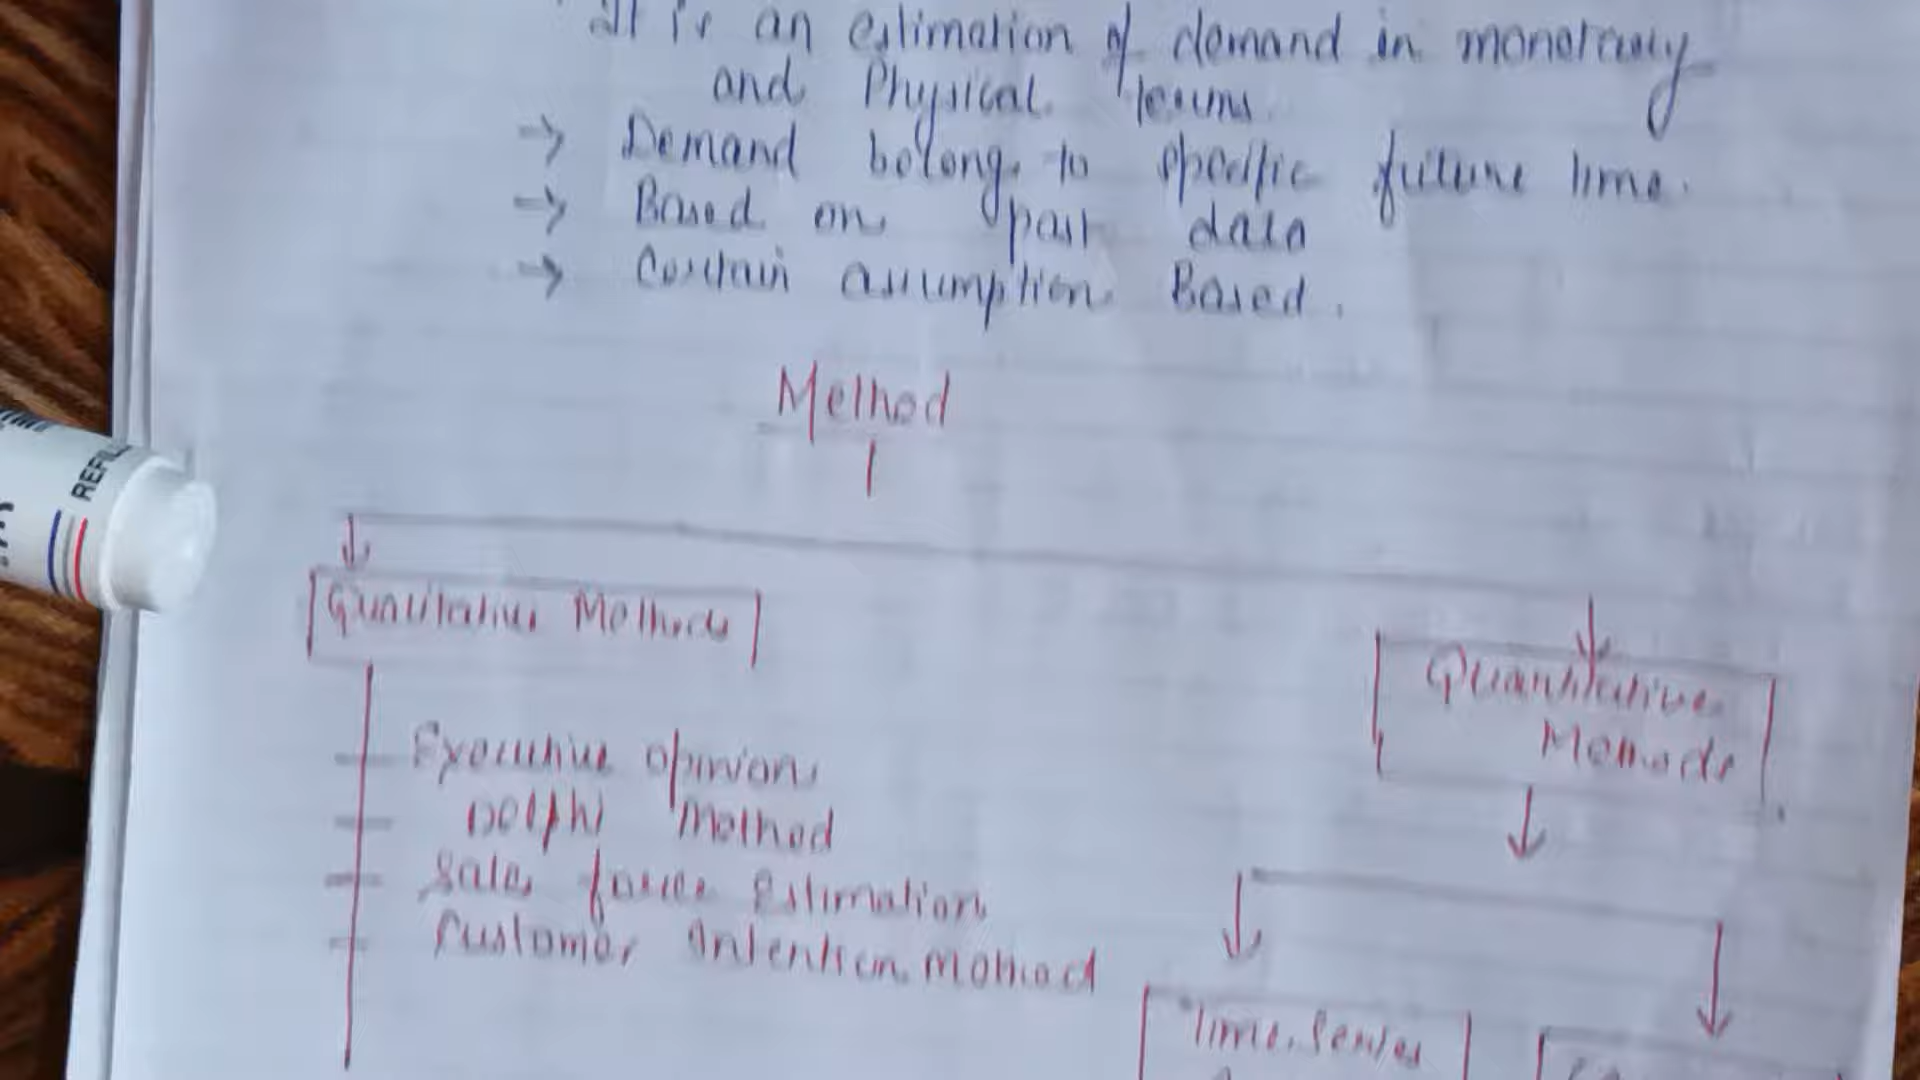 It is an estimation of demand in monetary
and Physical terms.
→ Demand belong to specific future time.
→ Based on past data
→ Certain assumption Based.
Method
Qualitative Methods
Quantitative
Methods
Executive opinion
Delphi Method
Sales force Estimation
Customer Intention Method
Time Series
REFIL